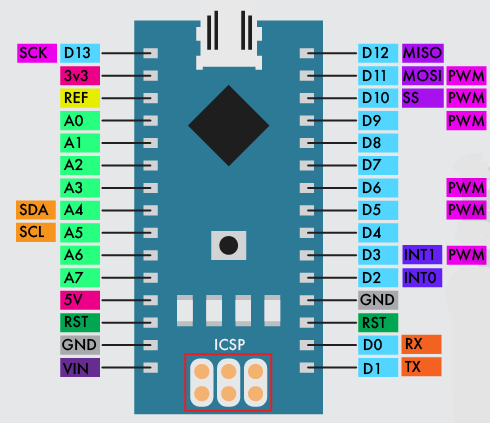 SCK D13
3v3
REF
A0
A1
A2
A3
SDA A4
SCL A5
A6
A7
5V
RST
GND
VIN
ICSP
D12 MISO
D11 MOSI PWM
D10 SS PWM
D9 PWM
D8
D7
D6 PWM
D5 PWM
D4
D3 INT1 PWM
D2 INT0
GND
RST
D0 RX
D1 TX